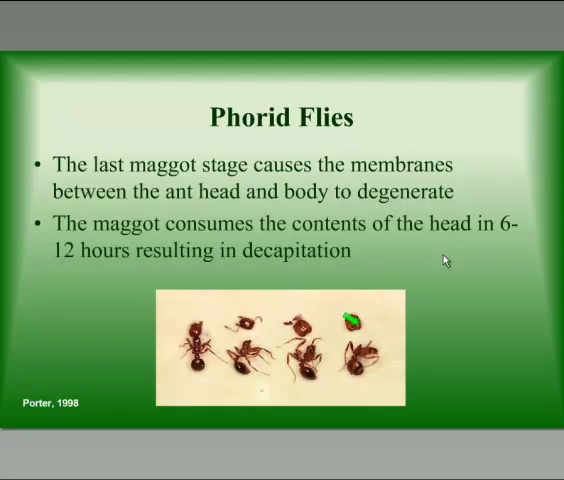 Phorid Flies
• The last maggot stage causes the membranes
between the ant head and body to degenerate
• The maggot consumes the contents of the head in 6-
12 hours resulting in decapitation
Porter, 1998